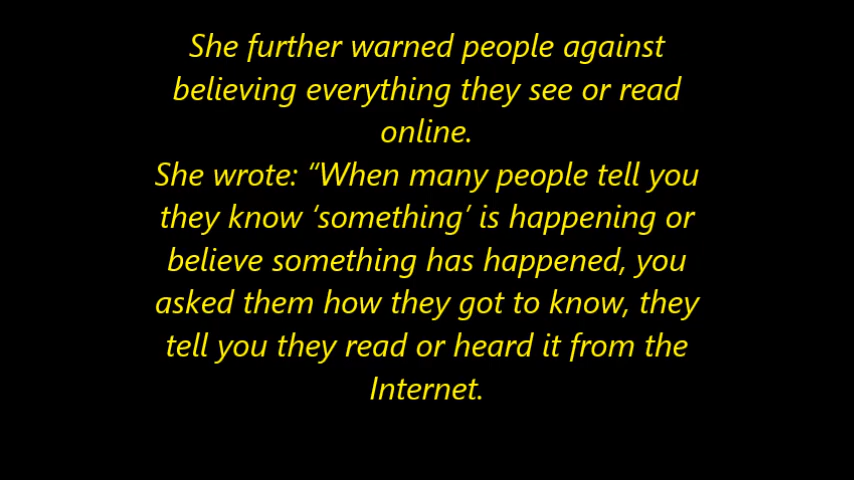 She further warned people against
believing everything they see or read
online.
She wrote: “When many people tell you
they know ‘something’ is happening or
believe something has happened, you
asked them how they got to know, they
tell you they read or heard it from the
Internet.